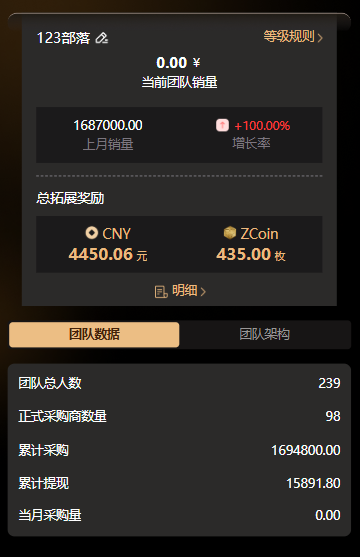 123部落
等级规则
0.00 ¥
当前团队销量
1687000.00
+100.00%
上月销量
增长率
总拓展奖励
CNY
ZCoin
4450.06 元
435.00 枚
明细
团队数据
团队架构
团队总人数 239
正式采购商数量 98
累计采购 1694800.00
累计提现 15891.80
当月采购量 0.00